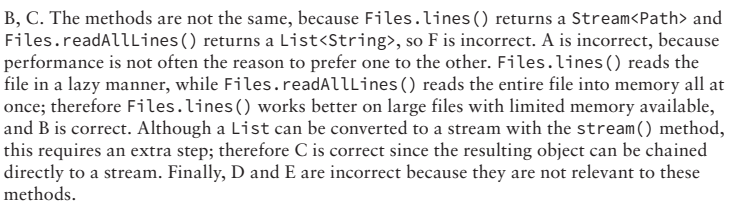 B, C. The methods are not the same, because Files.lines() returns a Stream<Path> and
Files.readAllLines() returns a List<String>, so F is incorrect. A is incorrect, because
performance is not often the reason to prefer one to the other. Files.lines() reads the
file in a lazy manner, while Files.readAllLines() reads the entire file into memory all at
once; therefore Files.lines() works better on large files with limited memory available,
and B is correct. Although a List can be converted to a stream with the stream() method,
this requires an extra step; therefore C is correct since the resulting object can be chained
directly to a stream. Finally, D and E are incorrect because they are not relevant to these
methods.